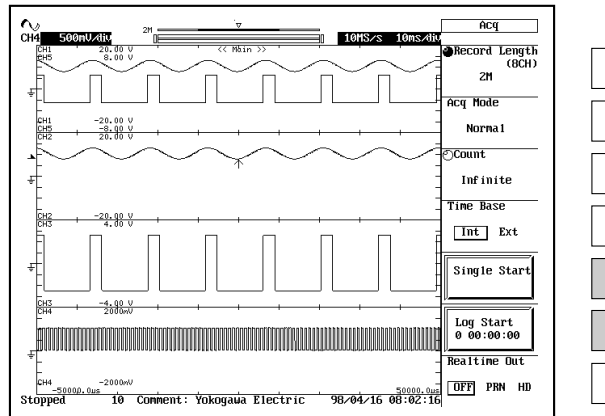 CH4 500mV/div 2M 10MS/s 10ms/div
CH1 20.00 V << Main >>
CH5 8.00 V
CH1 -20.00 V
CH5 -8.00 V
CH2 20.00 V
CH2 -20.00 V
CH3 4.00 V
CH3 -4.00 V
CH4 2000mV
CH4 -2000mV
-50000.0us 50000.0us
Stopped 10 Comment: Yokogawa Electric 98/04/16 08:02:16
Acq
Record Length
(8CH)
2M
Acq Mode
Normal
Count
Infinite
Time Base
Int Ext
Single Start
Log Start
0 00:00:00
Realtime Out
OFF PRN HD